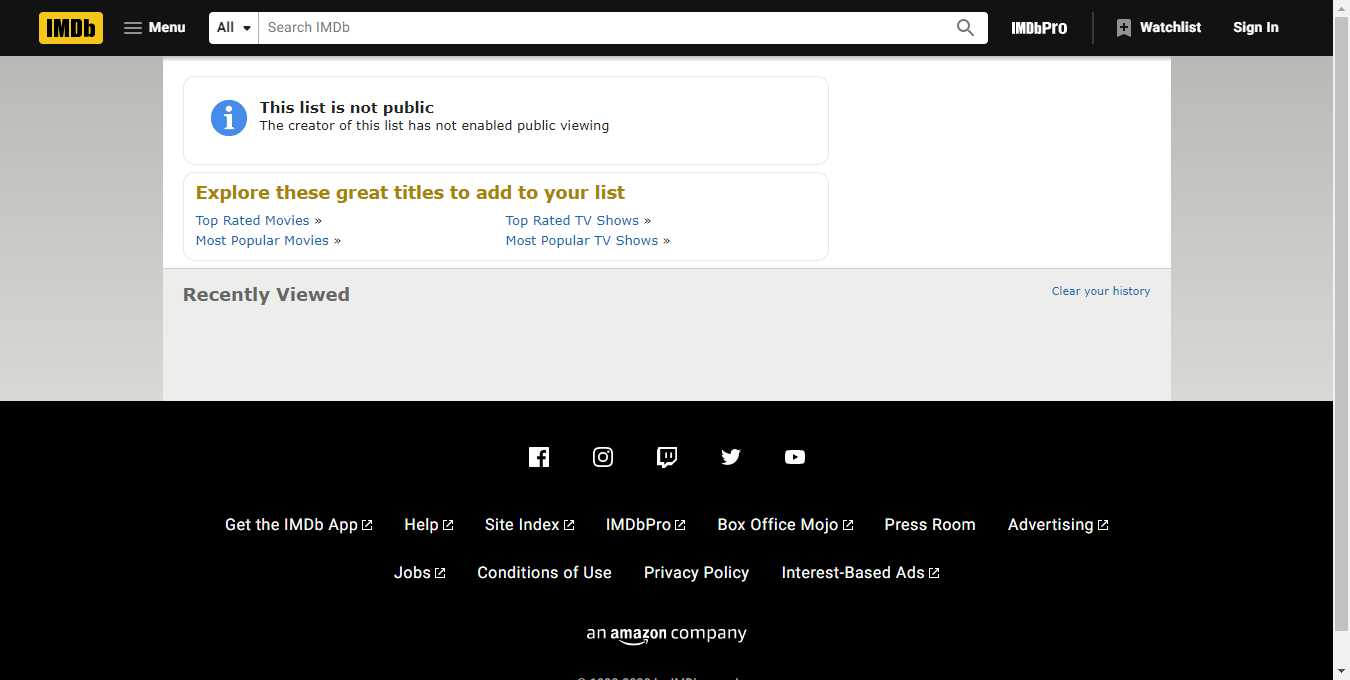 IMDb Menu All Search IMDb IMDbPro Watchlist Sign In
This list is not public
The creator of this list has not enabled public viewing
Explore these great titles to add to your list
Top Rated Movies » Top Rated TV Shows »
Most Popular Movies » Most Popular TV Shows »
Recently Viewed Clear your history
Get the IMDb App Help Site Index IMDbPro Box Office Mojo Press Room Advertising
Jobs Conditions of Use Privacy Policy Interest-Based Ads
an amazon company